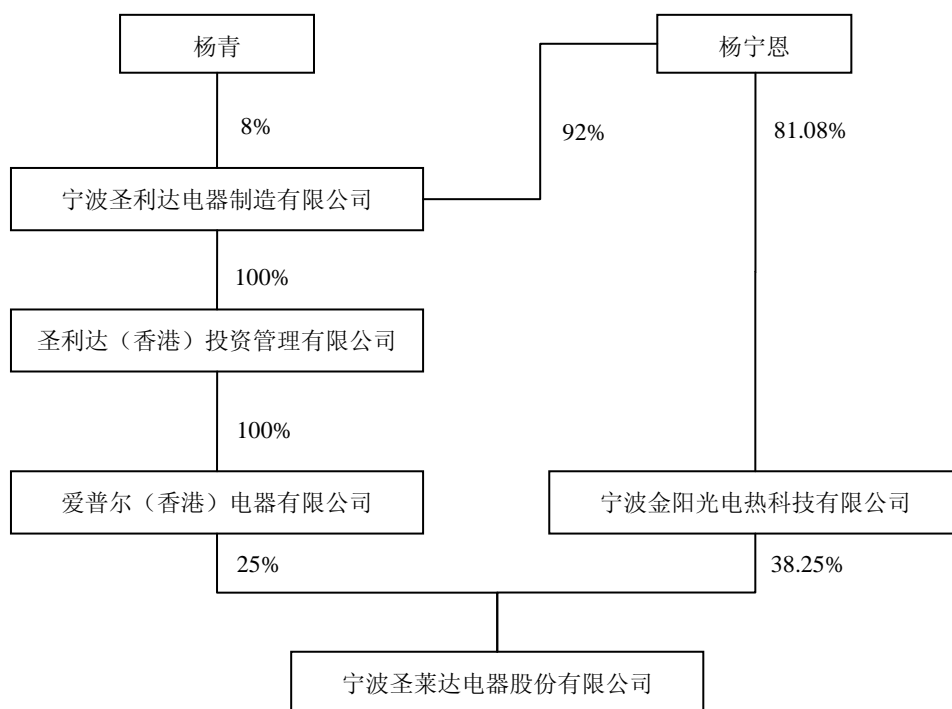 杨青
杨宁恩
8%
92%
81.08%
宁波圣利达电器制造有限公司
100%
圣利达（香港）投资管理有限公司
100%
爱普尔（香港）电器有限公司
宁波金阳光电热科技有限公司
25%
38.25%
宁波圣莱达电器股份有限公司